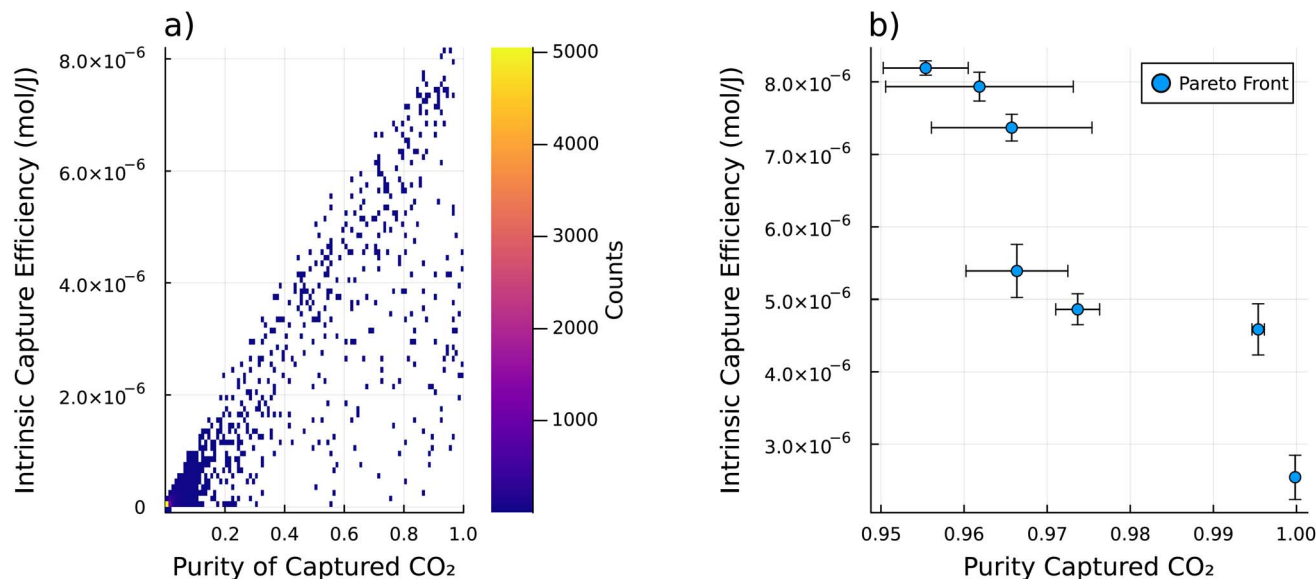 a)
Intrinsic Capture Efficiency (mol/J)
8.0×10⁻⁶
6.0×10⁻⁶
4.0×10⁻⁶
2.0×10⁻⁶
0
0.2 0.4 0.6 0.8 1.0
Purity of Captured CO₂
5000
4000
3000
2000
1000
Counts
b)
Intrinsic Capture Efficiency (mol/J)
8.0×10⁻⁶
7.0×10⁻⁶
6.0×10⁻⁶
5.0×10⁻⁶
4.0×10⁻⁶
3.0×10⁻⁶
Pareto Front
0.95 0.96 0.97 0.98 0.99 1.00
Purity Captured CO₂